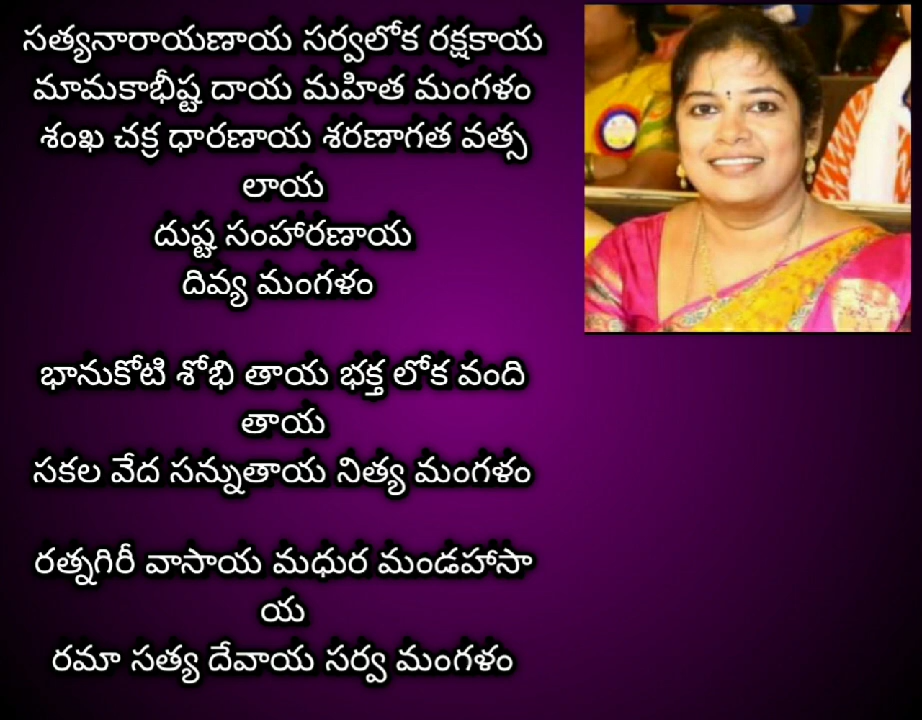 సత్యనారాయణాయ సర్వలోక రక్షకాయ
మామకాభీష్ట దాయ మహిత మంగళం
శంఖ చక్ర ధారణాయ శరణాగత వత్స
లాయ
దుష్ట సంహారణాయ
దివ్య మంగళం
భానుకోటి శోభి తాయ భక్త లోక వంది
తాయ
సకల వేద సన్నుతాయ నిత్య మంగళం
రత్నగిరీ వాసాయ మధుర మండహాసా
య
రమా సత్య దేవాయ సర్వ మంగళం